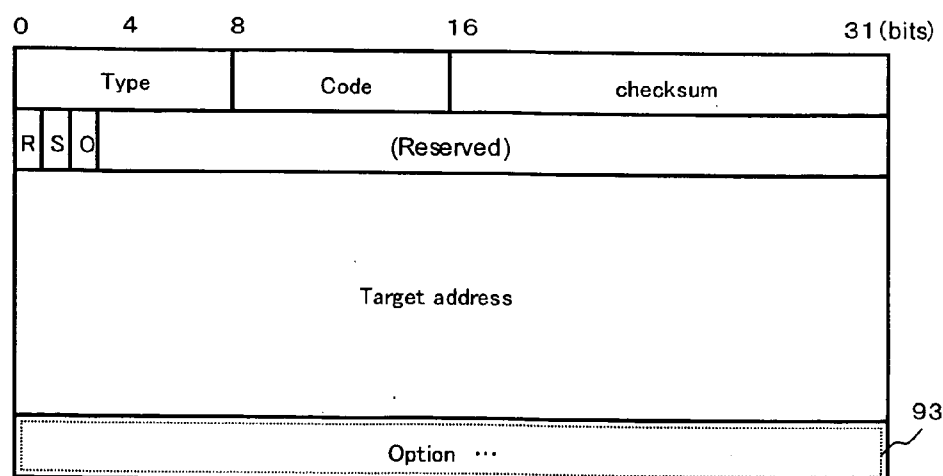 0 4 8 16 31(bits)
Type Code checksum
R S O (Reserved)
Target address
93
Option …